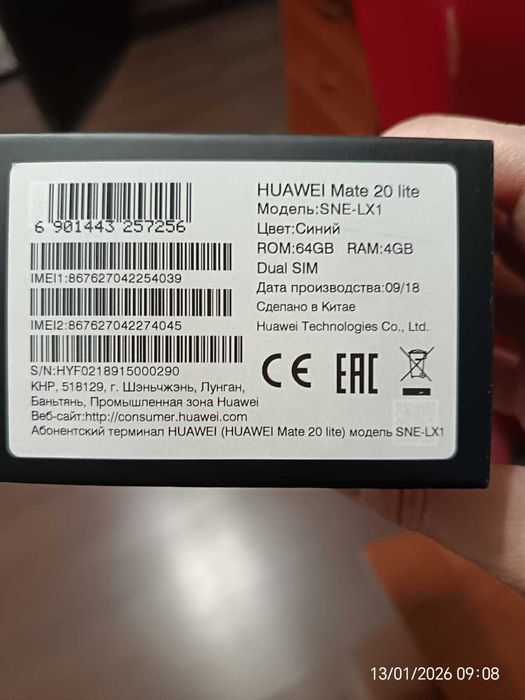 HUAWEI Mate 20 lite
Модель:SNE-LX1
Цвет:Синий
ROM:64GB RAM:4GB
Dual SIM
Дата производства:09/18
Сделано в Китае
Huawei Technologies Co., Ltd.
6 901443 257256
IMEI1:867627042254039
IMEI2:867627042274045
S/N:HYF0218915000290
КНР, 518129, г. Шэньчжэнь, Лунган,
Баньтянь, Промышленная зона Huawei
Веб-сайт:http://consumer.huawei.com
Абонентский терминал HUAWEI (HUAWEI Mate 20 lite) модель SNE-LX1
CE EAC
13/01/2026 09:08